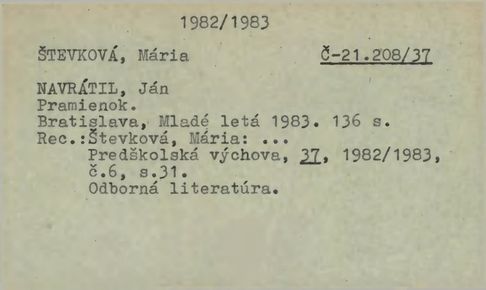 1982/1983
ŠTEVKOVÁ, Mária Č-21.208/37
NAVRÁTIL, Ján
Pramienok.
Bratislava, Mladé letá 1983. 136 s.
Rec.:Števková, Mária: ...
Predškolská výchova, 37, 1982/1983,
č.6, s.31.
Odborná literatúra.